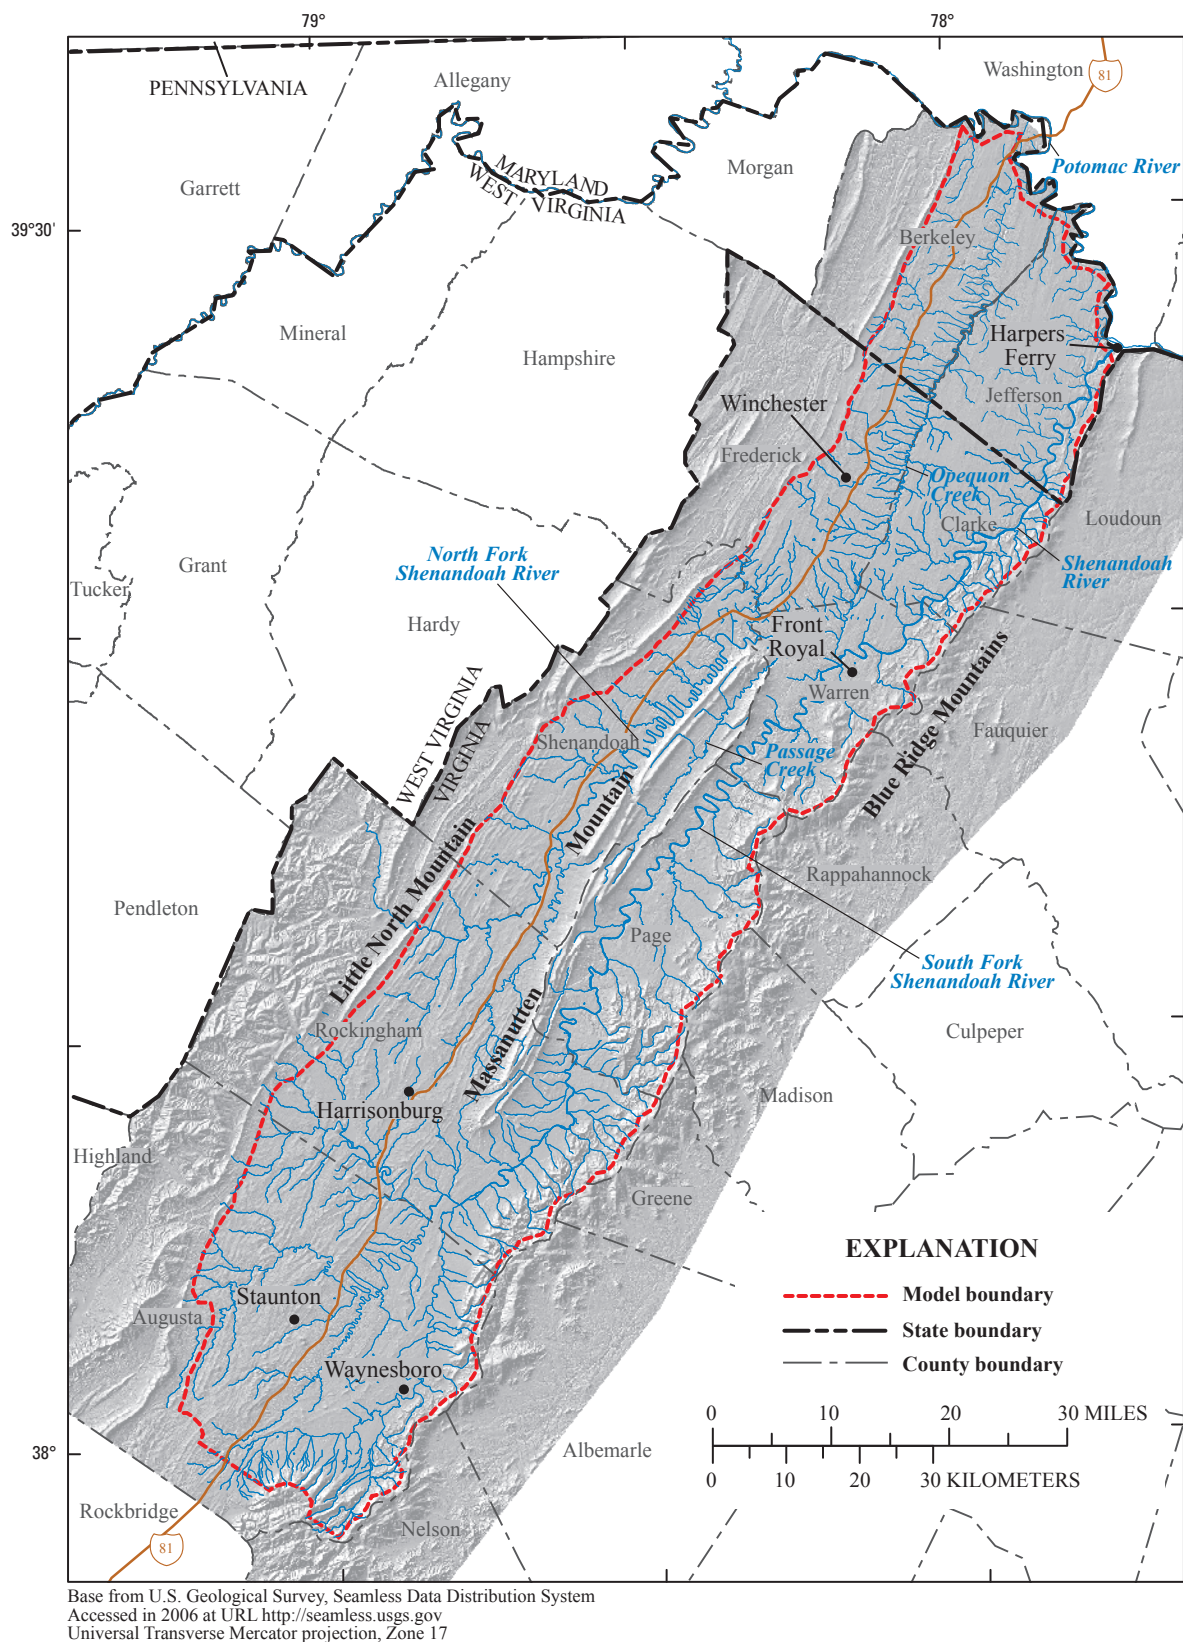 79°
78°
Washington
81
Allegany
PENNSYLVANIA
Morgan
Potomac River
MARYLAND
WEST VIRGINIA
Garrett
39°30'
Berkeley
Mineral
Hampshire
Harpers
Ferry
Jefferson
Winchester
Frederick
Opequon
Creek
Clarke
Loudoun
North Fork
Shenandoah River
Shenandoah
River
Grant
Tucker
Hardy
Front
Royal
Warren
WEST VIRGINIA
VIRGINIA
Shenandoah
Passage
Creek
Fauquier
Blue Ridge Mountains
Massanutten Mountain
Little North Mountain
Rappahannock
Pendleton
Page
South Fork
Shenandoah River
Rockingham
Culpeper
Madison
Harrisonburg
Highland
Greene
EXPLANATION
Model boundary
State boundary
County boundary
Staunton
Augusta
Waynesboro
0 10 20 30 MILES
0 10 20 30 KILOMETERS
38°
Albemarle
Rockbridge
Nelson
81
Base from U.S. Geological Survey, Seamless Data Distribution System
Accessed in 2006 at URL http://seamless.usgs.gov
Universal Transverse Mercator projection, Zone 17